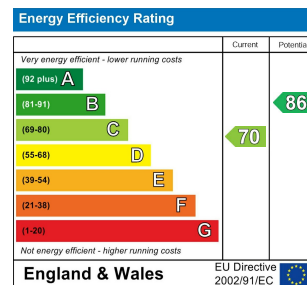 Energy Efficiency Rating
Current Potentia
Very energy efficient - lower running costs
(92 plus) A
(81-91) B
(69-80) C
(55-68) D
(39-54) E
(21-38) F
(1-20) G
70
86
Not energy efficient - higher running costs
England & Wales
EU Directive
2002/91/EC